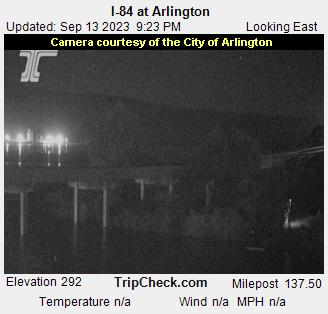 I-84 at Arlington
Updated: Sep 13 2023 9:23 PM Looking East
Camera courtesy of the City of Arlington
Elevation 292 TripCheck.com Milepost 137.50
Temperature n/a Wind n/a MPH n/a